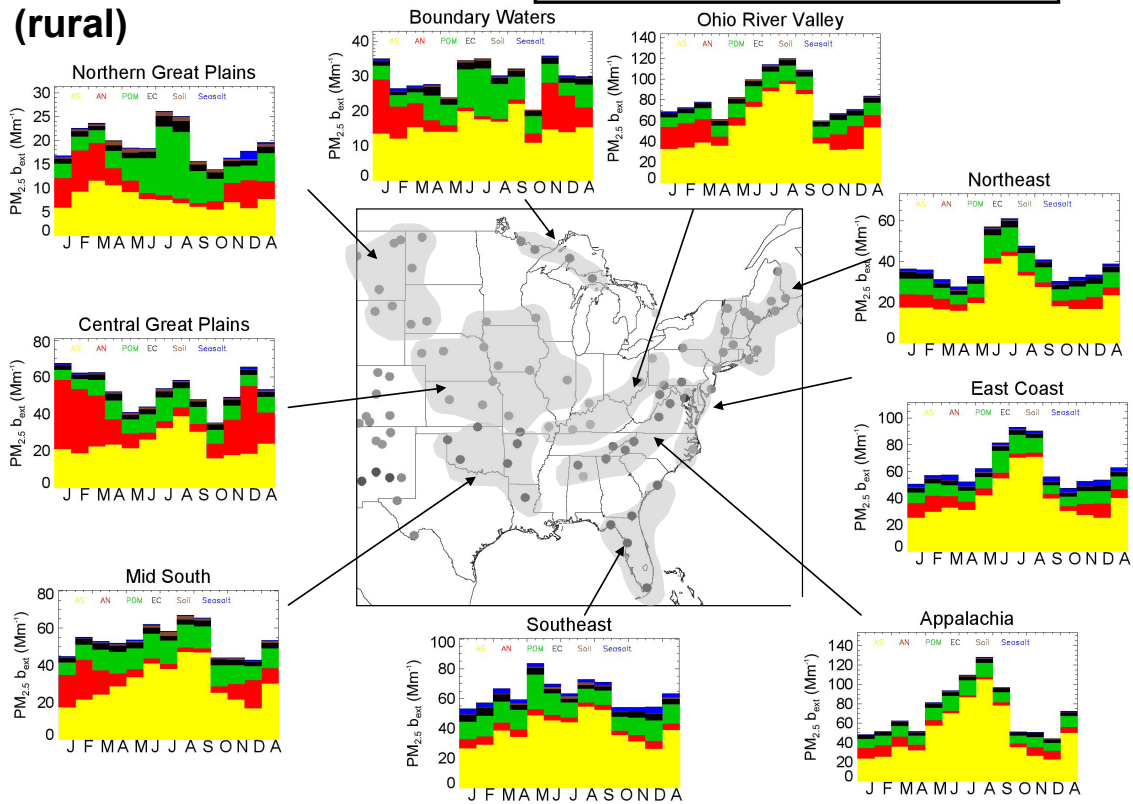 (rural)
Boundary Waters
PM2.5 bext (Mm-1)
AS AN POM EC Soil Seasalt
40
30
20
10
0
J F M A M J J A S O N D A
Ohio River Valley
PM2.5 bext (Mm-1)
AS AN POM EC Soil Seasalt
140
120
100
80
60
40
20
0
J F M A M J J A S O N D A
Northern Great Plains
PM2.5 bext (Mm-1)
AS AN POM EC Soil Seasalt
30
25
20
15
10
5
0
J F M A M J J A S O N D A
Northeast
PM2.5 bext (Mm-1)
AS AN POM EC Soil Seasalt
60
40
20
0
J F M A M J J A S O N D A
Central Great Plains
PM2.5 bext (Mm-1)
AS AN POM EC Soil Seasalt
80
60
40
20
0
J F M A M J J A S O N D A
East Coast
PM2.5 bext (Mm-1)
AS AN POM EC Soil Seasalt
100
80
60
40
20
0
J F M A M J J A S O N D A
Mid South
PM2.5 bext (Mm-1)
AS AN POM EC Soil Seasalt
80
60
40
20
0
J F M A M J J A S O N D A
Southeast
PM2.5 bext (Mm-1)
AS AN POM EC Soil Seasalt
100
80
60
40
20
0
J F M A M J J A S O N D A
Appalachia
PM2.5 bext (Mm-1)
AS AN POM EC Soil Seasalt
140
120
100
80
60
40
20
0
J F M A M J J A S O N D A